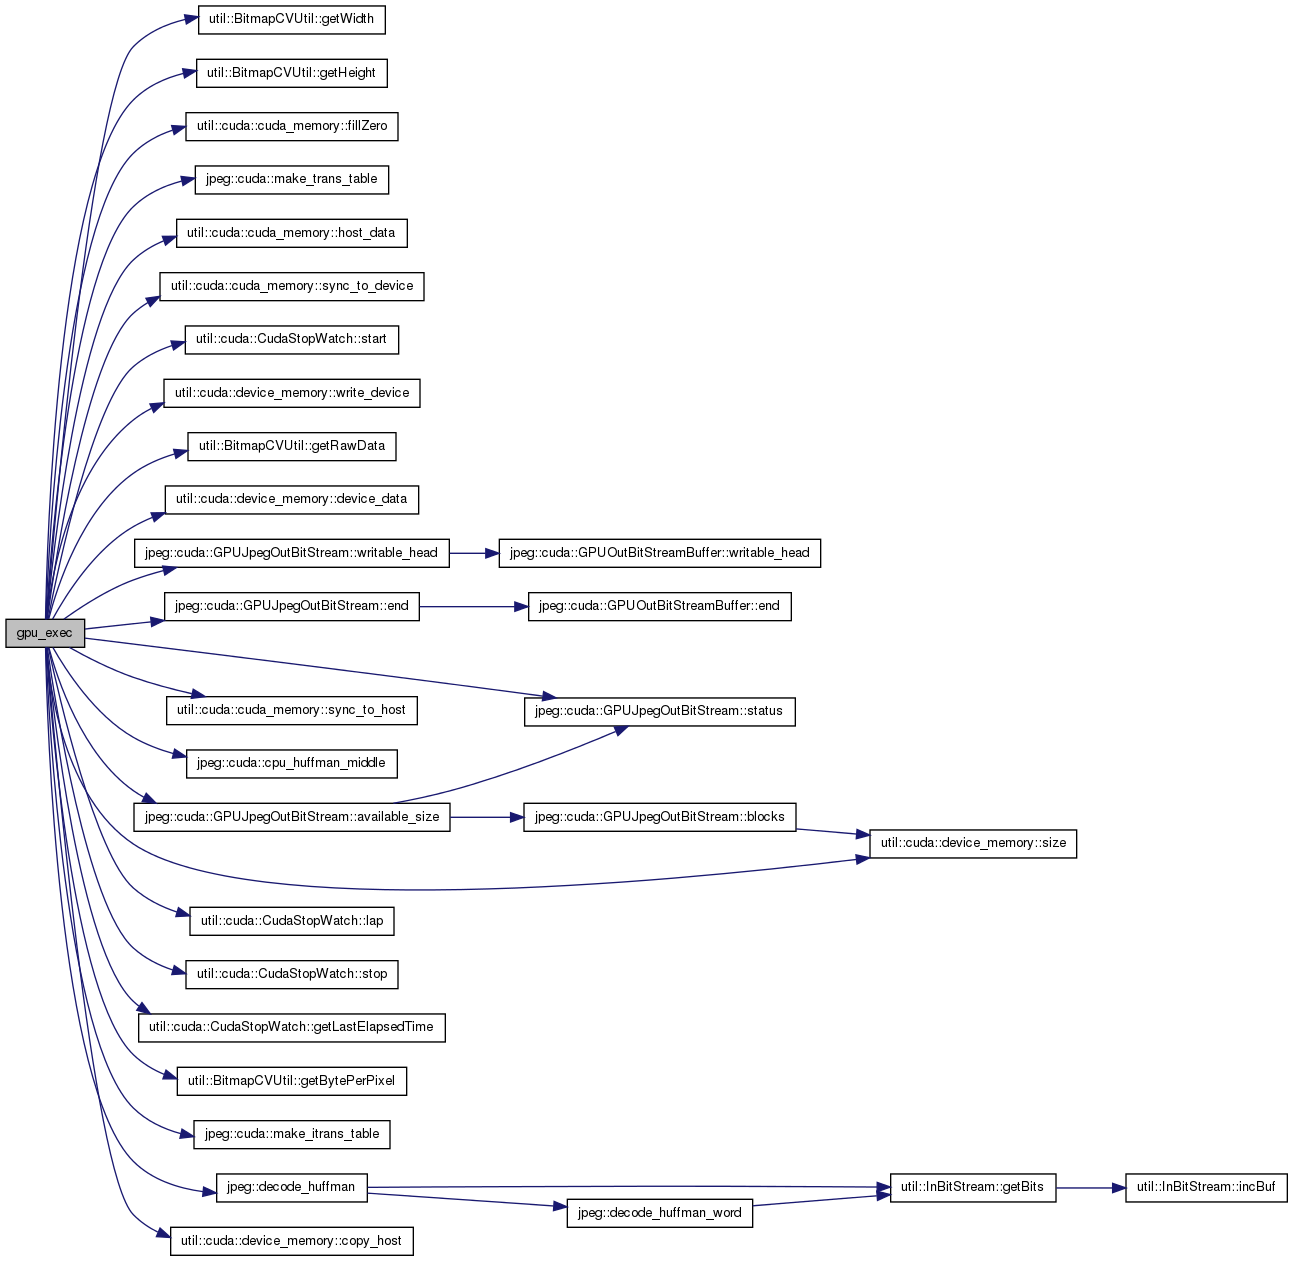 util::BitmapCVUtil::getWidth
util::BitmapCVUtil::getHeight
util::cuda::cuda_memory::fillZero
jpeg::cuda::make_trans_table
util::cuda::cuda_memory::host_data
util::cuda::cuda_memory::sync_to_device
util::cuda::CudaStopWatch::start
util::cuda::device_memory::write_device
util::BitmapCVUtil::getRawData
util::cuda::device_memory::device_data
jpeg::cuda::GPUJpegOutBitStream::writable_head
jpeg::cuda::GPUOutBitStreamBuffer::writable_head
jpeg::cuda::GPUJpegOutBitStream::end
jpeg::cuda::GPUOutBitStreamBuffer::end
gpu_exec
util::cuda::cuda_memory::sync_to_host
jpeg::cuda::GPUJpegOutBitStream::status
jpeg::cuda::cpu_huffman_middle
jpeg::cuda::GPUJpegOutBitStream::available_size
jpeg::cuda::GPUJpegOutBitStream::blocks
util::cuda::device_memory::size
util::cuda::CudaStopWatch::lap
util::cuda::CudaStopWatch::stop
util::cuda::CudaStopWatch::getLastElapsedTime
util::BitmapCVUtil::getBytePerPixel
jpeg::cuda::make_itrans_table
jpeg::decode_huffman
util::InBitStream::getBits
util::InBitStream::incBuf
jpeg::decode_huffman_word
util::cuda::device_memory::copy_host